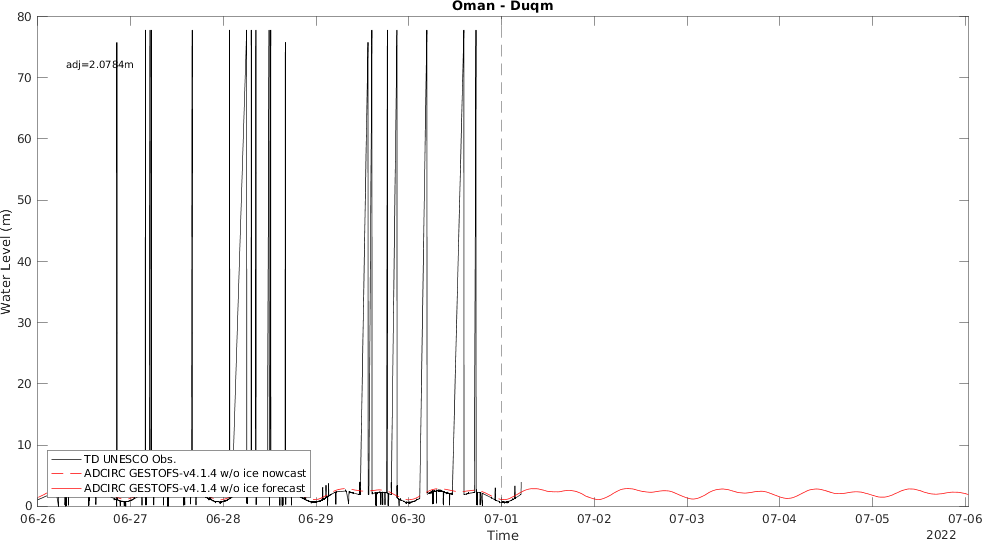 Oman - Duqm
80
70
60
50
40
30
20
10
0
Water Level (m)
adj=2.0784m
TD UNESCO Obs.
ADCIRC GESTOFS-v4.1.4 w/o ice nowcast
ADCIRC GESTOFS-v4.1.4 w/o ice forecast
06-26 06-27 06-28 06-29 06-30 07-01 07-02 07-03 07-04 07-05 07-06
Time
2022